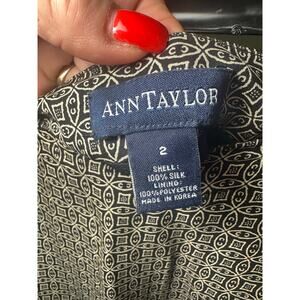 ANNTAYLOR
2
SHELL:
100% SILK
LINING:
100% POLYESTER
MADE IN KOREA